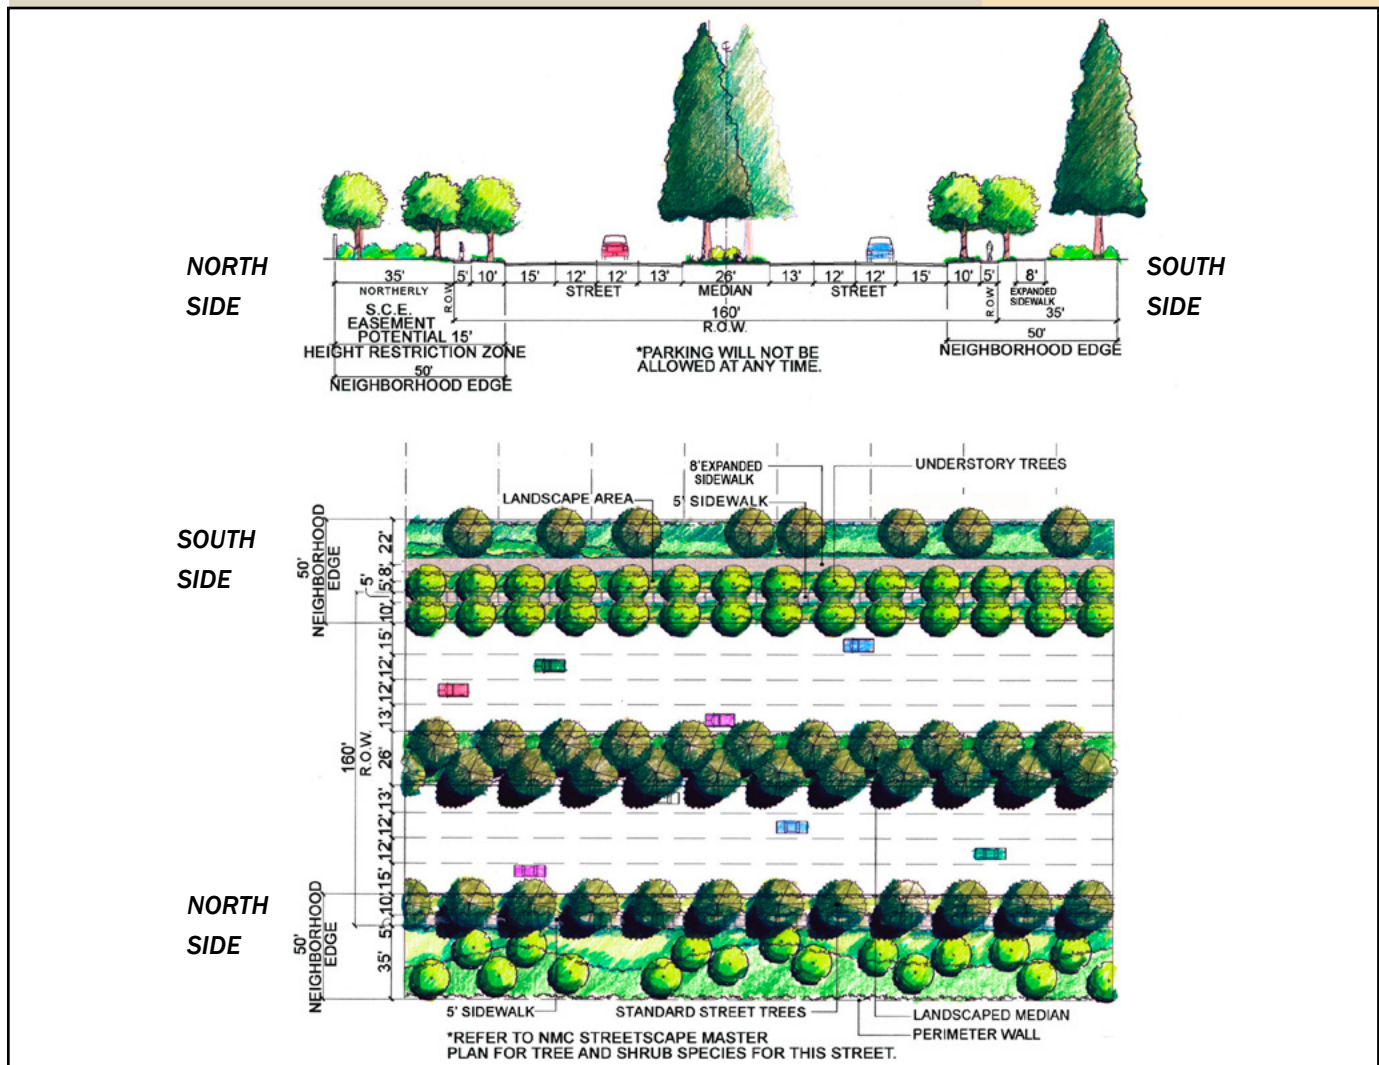 NORTH
SIDE
SOUTH
SIDE
35' 5' 10' 15' 12' 12' 13' 26' 13' 12' 12' 15' 10' 5' 8'
NORTHERLY
R.O.W.
STREET
MEDIAN
STREET
R.O.W
EXPANDED
SIDEWALK
35'
S.C.E.
EASEMENT
POTENTIAL 15'
HEIGHT RESTRICTION ZONE
50'
NEIGHBORHOOD EDGE
160'
R.O.W.
*PARKING WILL NOT BE
ALLOWED AT ANY TIME.
50'
NEIGHBORHOOD EDGE
8'EXPANDED
SIDEWALK
UNDERSTORY TREES
LANDSCAPE AREA
5' SIDEWALK
SOUTH
SIDE
50'
NEIGHBORHOOD
EDGE
22'
8'
5'
5'
10'
15'
12'
12'
13'
26'
13'
12'
12'
15'
10'
5'
35'
160'
R.O.W.
NORTH
SIDE
50'
NEIGHBORHOOD
EDGE
5' SIDEWALK
STANDARD STREET TREES
LANDSCAPED MEDIAN
PERIMETER WALL
*REFER TO NMC STREETSCAPE MASTER
PLAN FOR TREE AND SHRUB SPECIES FOR THIS STREET.